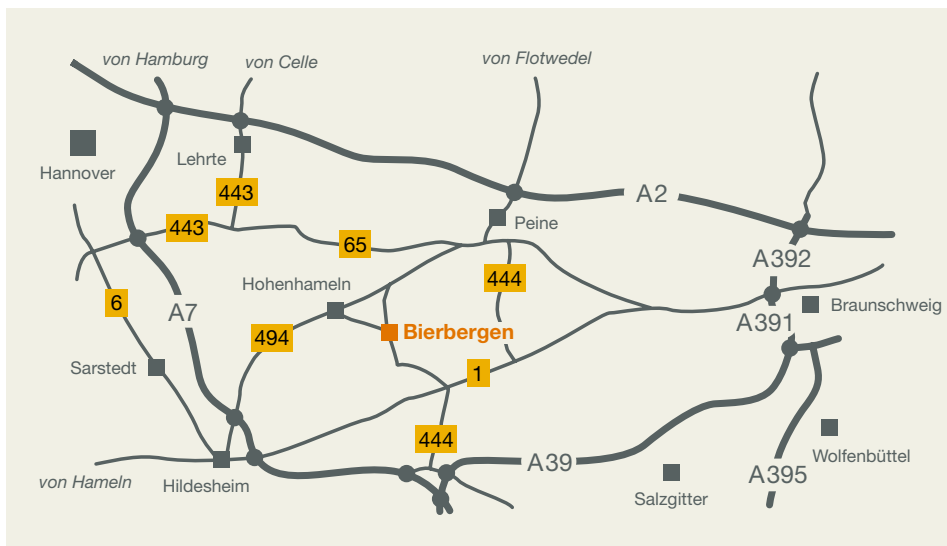 von Hamburg
von Celle
von Flotwedel
Hannover
Lehrte
443
A2
443
65
Peine
A392
Hohenhameln
444
6
A7
Braunschweig
A391
494
Bierbergen
Sarstedt
1
444
Wolfenbüttel
A39
von Hameln
Hildesheim
Salzgitter
A395